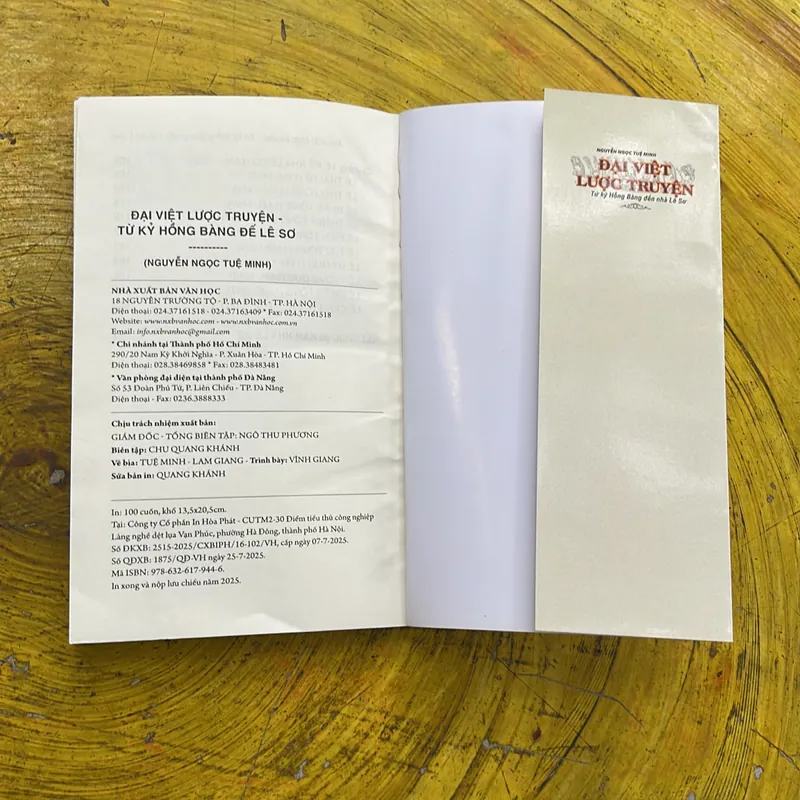 ĐẠI VIỆT LƯỢC TRUYỆN -
TỪ KỶ HỒNG BÀNG ĐẾ LÊ SƠ
----------
(NGUYỄN NGỌC TUỆ MINH)
NHÀ XUẤT BẢN VĂN HỌC
18 NGUYỄN TRƯỜNG TỘ - P. BA ĐÌNH - TP. HÀ NỘI
Điện thoại: 024.37161518 - 024.37163409 * Fax: 024.37161518
Website: www.nxbvanhoc.com - www.nxbvanhoc.com.vn
Email: info.nxbvanhoc@gmail.com
* Chi nhánh tại Thành phố Hồ Chí Minh
290/20 Nam Kỳ Khởi Nghĩa - P. Xuân Hòa - TP. Hồ Chí Minh
Điện thoại: 028.38469858 * Fax: 028.38483481
* Văn phòng đại diện tại thành phố Đà Nẵng
Số 53 Đoàn Phú Tứ, P. Liên Chiểu - TP. Đà Nẵng
Điện thoại - Fax: 0236.3888333
Chịu trách nhiệm xuất bản:
GIÁM ĐỐC - TỔNG BIÊN TẬP: NGÔ THU PHƯƠNG
Biên tập: CHU QUANG KHÁNH
Vẽ bìa: TUỆ MINH - LAM GIANG - Trình bày: VĨNH GIANG
Sửa bản in: QUANG KHÁNH
In: 100 cuốn, khổ 13,5x20,5cm.
Tại: Công ty Cổ phần In Hòa Phát - CUTM2-30 Điểm tiểu thủ công nghiệp
Làng nghề dệt lụa Vạn Phúc, phường Hà Đông, thành phố Hà Nội.
Số ĐKXB: 2515-2025/CXBIPH/16-102/VH, cấp ngày 07-7-2025.
Số QĐXB: 1875/QĐ-VH ngày 25-7-2025.
Mã ISBN: 978-632-617-944-6.
In xong và nộp lưu chiểu năm 2025.
NGUYỄN NGỌC TUỆ MINH
ĐẠI VIỆT
LƯỢC TRUYỆN
Từ kỷ Hồng Bàng đến nhà Lê Sơ